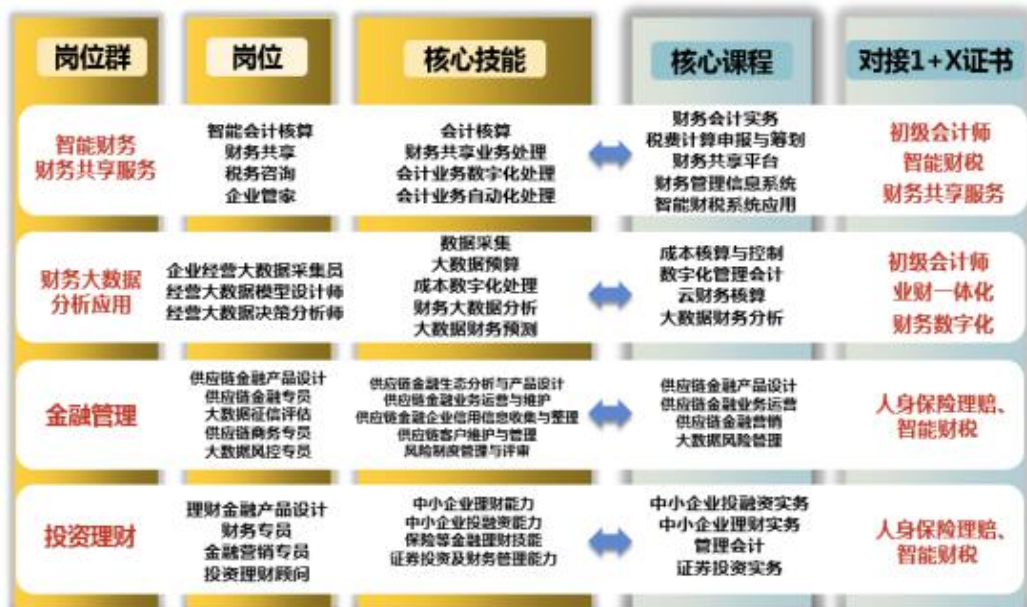 岗位群
岗位
核心技能
核心课程
对接1+X证书
智能财务
财务共享服务
智能会计核算
财务共享
税务咨询
企业管家
会计核算
财务共享业务处理
会计业务数字化处理
会计业务自动化处理
财务会计实务
税费计算申报与筹划
财务共享平台
财务管理信息系统
智能财税系统应用
初级会计师
智能财税
财务共享服务
财务大数据
分析应用
企业经营大数据采集员
经营大数据模型设计师
经营大数据决策分析师
数据采集
大数据预算
成本数字化处理
财务大数据分析
大数据财务预测
成本核算与控制
数字化管理会计
云财务核算
大数据财务分析
初级会计师
业财一体化
财务数字化
金融管理
供应链金融产品设计
供应链金融专员
大数据征信评估
供应链商务专员
大数据风控专员
供应链金融生态分析与产品设计
供应链金融业务运营与维护
供应链金融企业信用信息收集与整理
供应链客户维护与管理
风险制度管理与评审
供应链金融产品设计
供应链金融业务运营
供应链金融营销
大数据风险管理
人身保险理赔、
智能财税
投资理财
理财金融产品设计
财务专员
金融营销专员
投资理财顾问
中小企业理财能力
中小企业投融资能力
保险等金融理财技能
证券投资及财务管理能力
中小企业投融资实务
中小企业理财实务
管理会计
证券投资实务
人身保险理赔、
智能财税